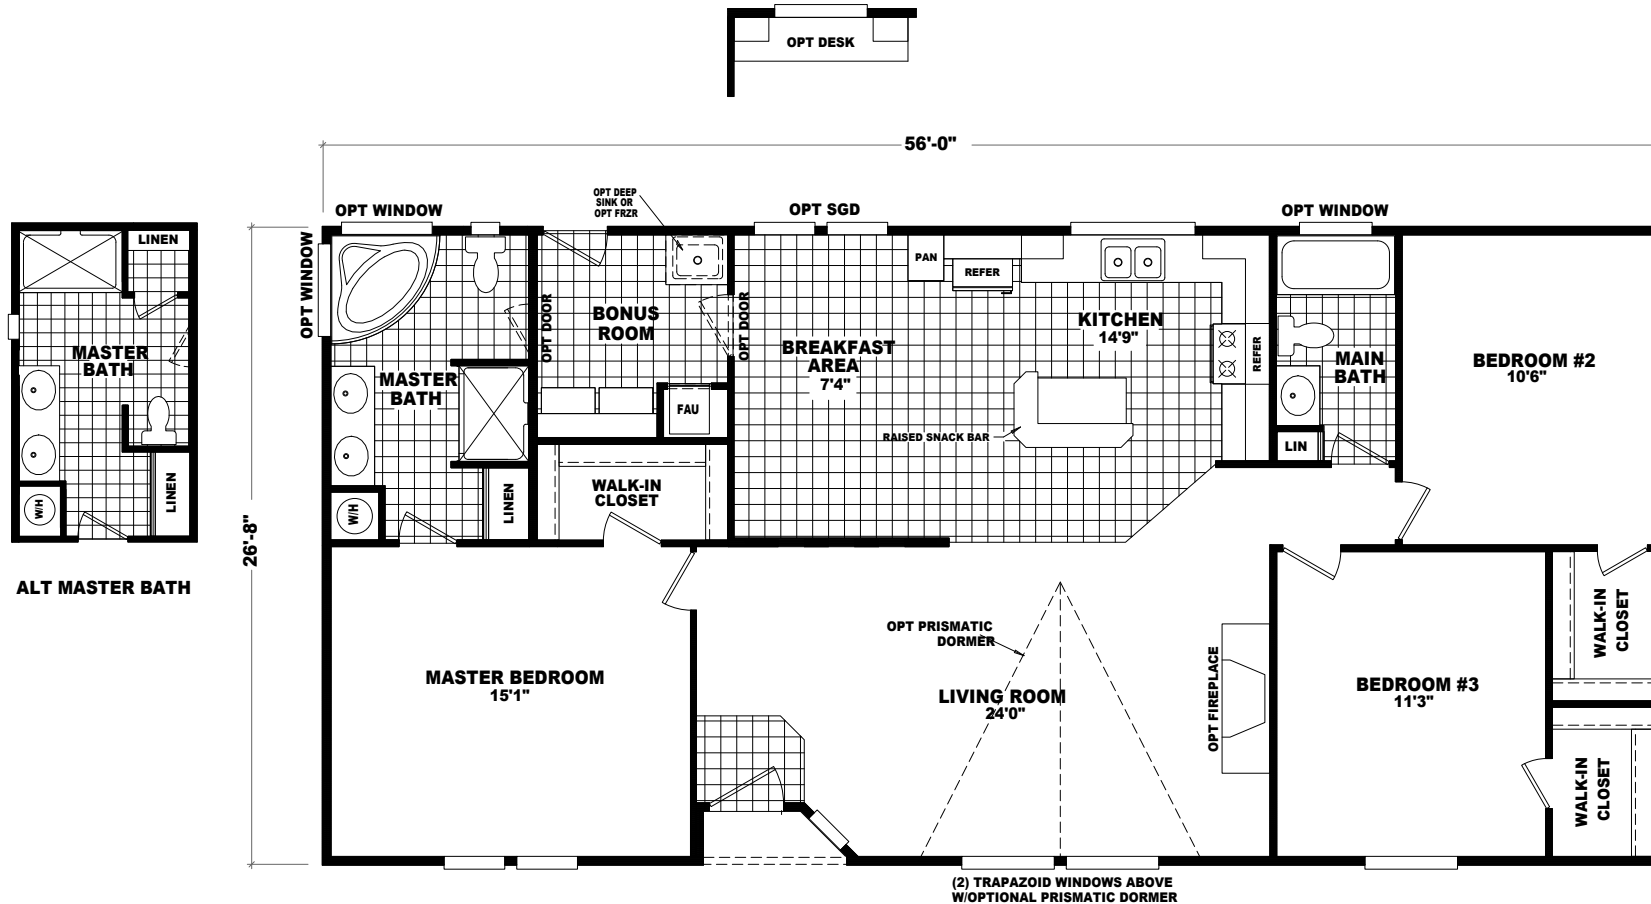 OPT DESK
56'-0"
OPT DEEP
SINK OR
OPT FRZR
OPT WINDOW
OPT SGD
OPT WINDOW
LINEN
OPT WINDOW
PAN
REFER
BONUS
ROOM
OPT DOOR
OPT DOOR
KITCHEN
14'9"
REFER
MASTER
BATH
BREAKFAST
AREA
7'4"
MAIN
BATH
BEDROOM #2
10'6"
MASTER
BATH
FAU
RAISED SNACK BAR
LIN
W/H
LINEN
W/H
LINEN
WALK-IN
CLOSET
26'-8"
ALT MASTER BATH
OPT PRISMATIC
DORMER
WALK-IN
CLOSET
MASTER BEDROOM
15'1"
LIVING ROOM
24'0"
OPT FIREPLACE
BEDROOM #3
11'3"
WALK-IN
CLOSET
(2) TRAPAZOID WINDOWS ABOVE
W/OPTIONAL PRISMATIC DORMER